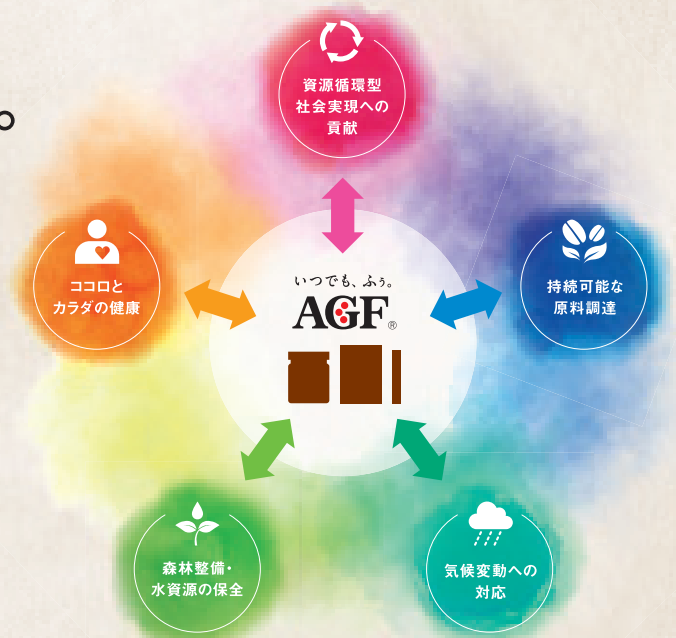 。
資源循環型
社会実現への
貢献
ココロと
カラダの健康
いつでも、ふぅ。
AGF®
持続可能な
原料調達
森林整備・
水資源の保全
気候変動への
対応